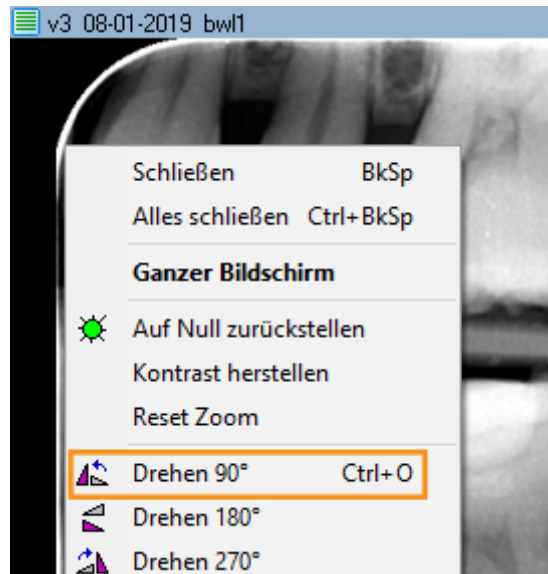 v3 08-01-2019 bwl1
Schließen BkSp
Alles schließen Ctrl+BkSp
Ganzer Bildschirm
Auf Null zurückstellen
Kontrast herstellen
Reset Zoom
Drehen 90° Ctrl+O
Drehen 180°
Drehen 270°